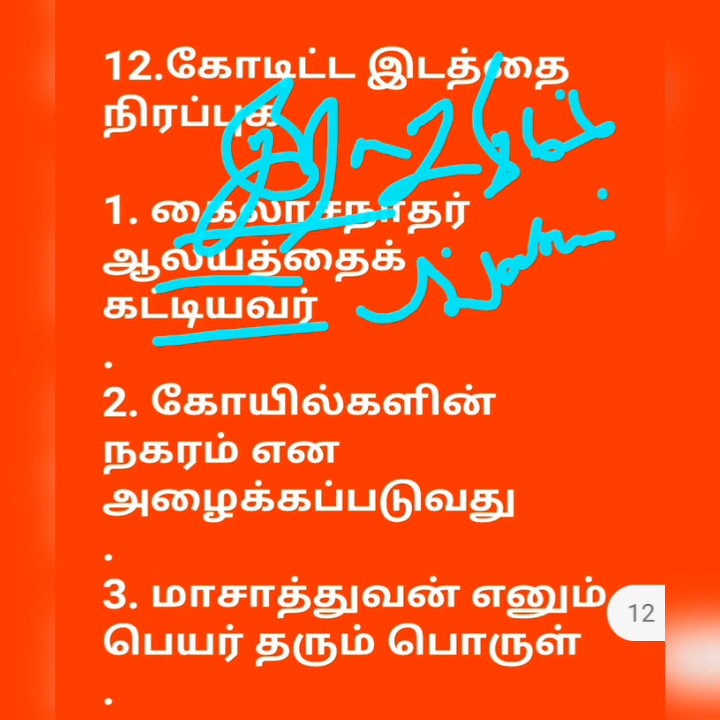 12.கோடிட்ட இடத்தை
நிரப்புக
1. கைலாசநாதர்
ஆலயத்தைக்
கட்டியவர்
.
2. கோயில்களின்
நகரம் என
அழைக்கப்படுவது
.
3. மாசாத்துவன் எனும்
பெயர் தரும் பொருள்
.
12